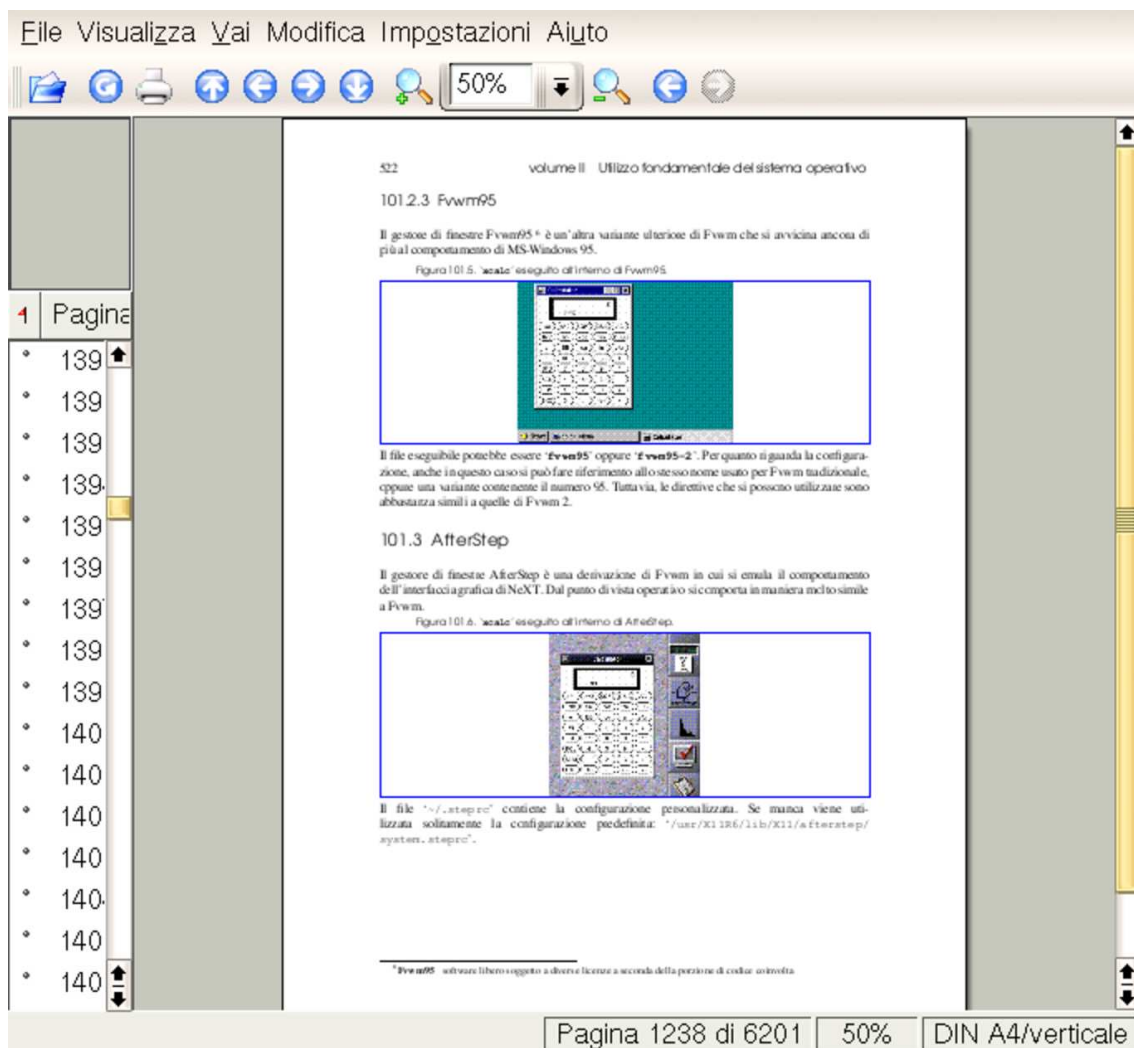 File Visualizza Vai Modifica Impostazioni Aiuto
50%
Pagina
139
139
139
139
139
139
139
139
139
140
140
140
140
140
140
140
522 volume II Utilizzo fondamentale del sistema operativo
101.2.3 Fvwm95
Il gestore di finestre Fvwm95 è un'altra variante ulteriore di Fvwm che si avvicina ancora di
più al comportamento di MS-Windows 95.
Figura 101.5. 'xcalc' eseguito all'interno di Fvwm95.
Il file eseguibile potrebbe essere 'fvwm95' oppure 'fvwm95-2'. Per quanto riguarda la configura-
zione, anche in questo caso si può fare riferimento allo stesso nome usato per Fvwm tradizionale,
oppure una variante contenente il numero 95. Tuttavia, le direttive che si possono utilizzare sono
abbastanza simili a quelle di Fvwm 2.
101.3 AfterStep
Il gestore di finestre AfterStep è una derivazione di Fvwm in cui si emula il comportamento
dell'interfaccia grafica di NeXT. Dal punto di vista operativo si comporta in maniera molto simile
a Fvwm.
Figura 101.6. 'xcalc' eseguito all'interno di AfterStep.
Il file '~/.steprc' contiene la configurazione personalizzata. Se manca viene uti-
lizzata solitamente la configurazione predefinita: '/usr/X11R6/lib/X11/afterstep/
system.steprc'.
Fvwm95 software libero soggetto a diverse licenze a seconda della porzione di codice coinvolta
Pagina 1238 di 6201 50% DIN A4/verticale